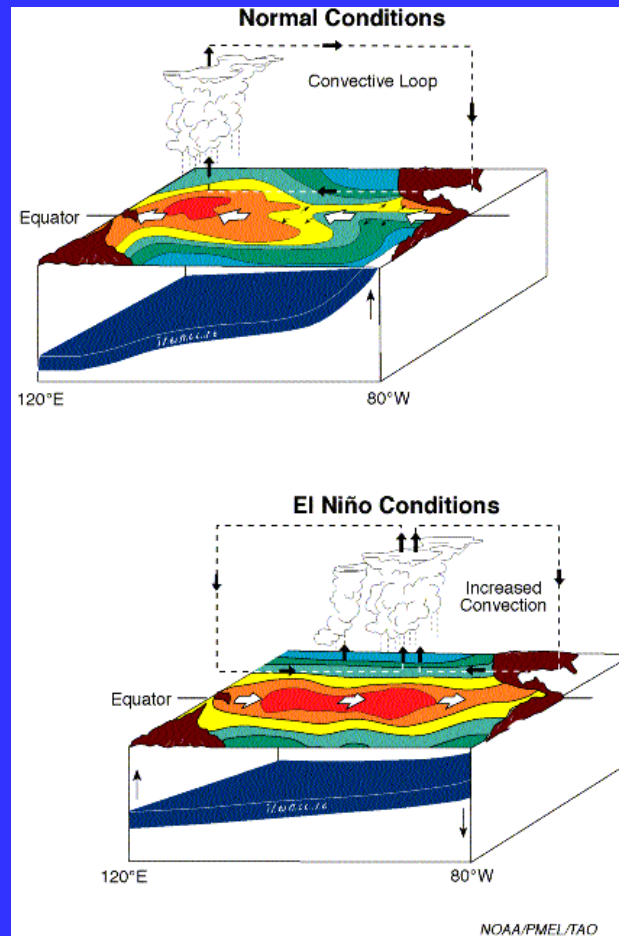 Normal Conditions
Convective Loop
Equator
120°E
80°W
El Niño Conditions
Increased
Convection
Equator
120°E
80°W
NOAA/PMEL/TAO